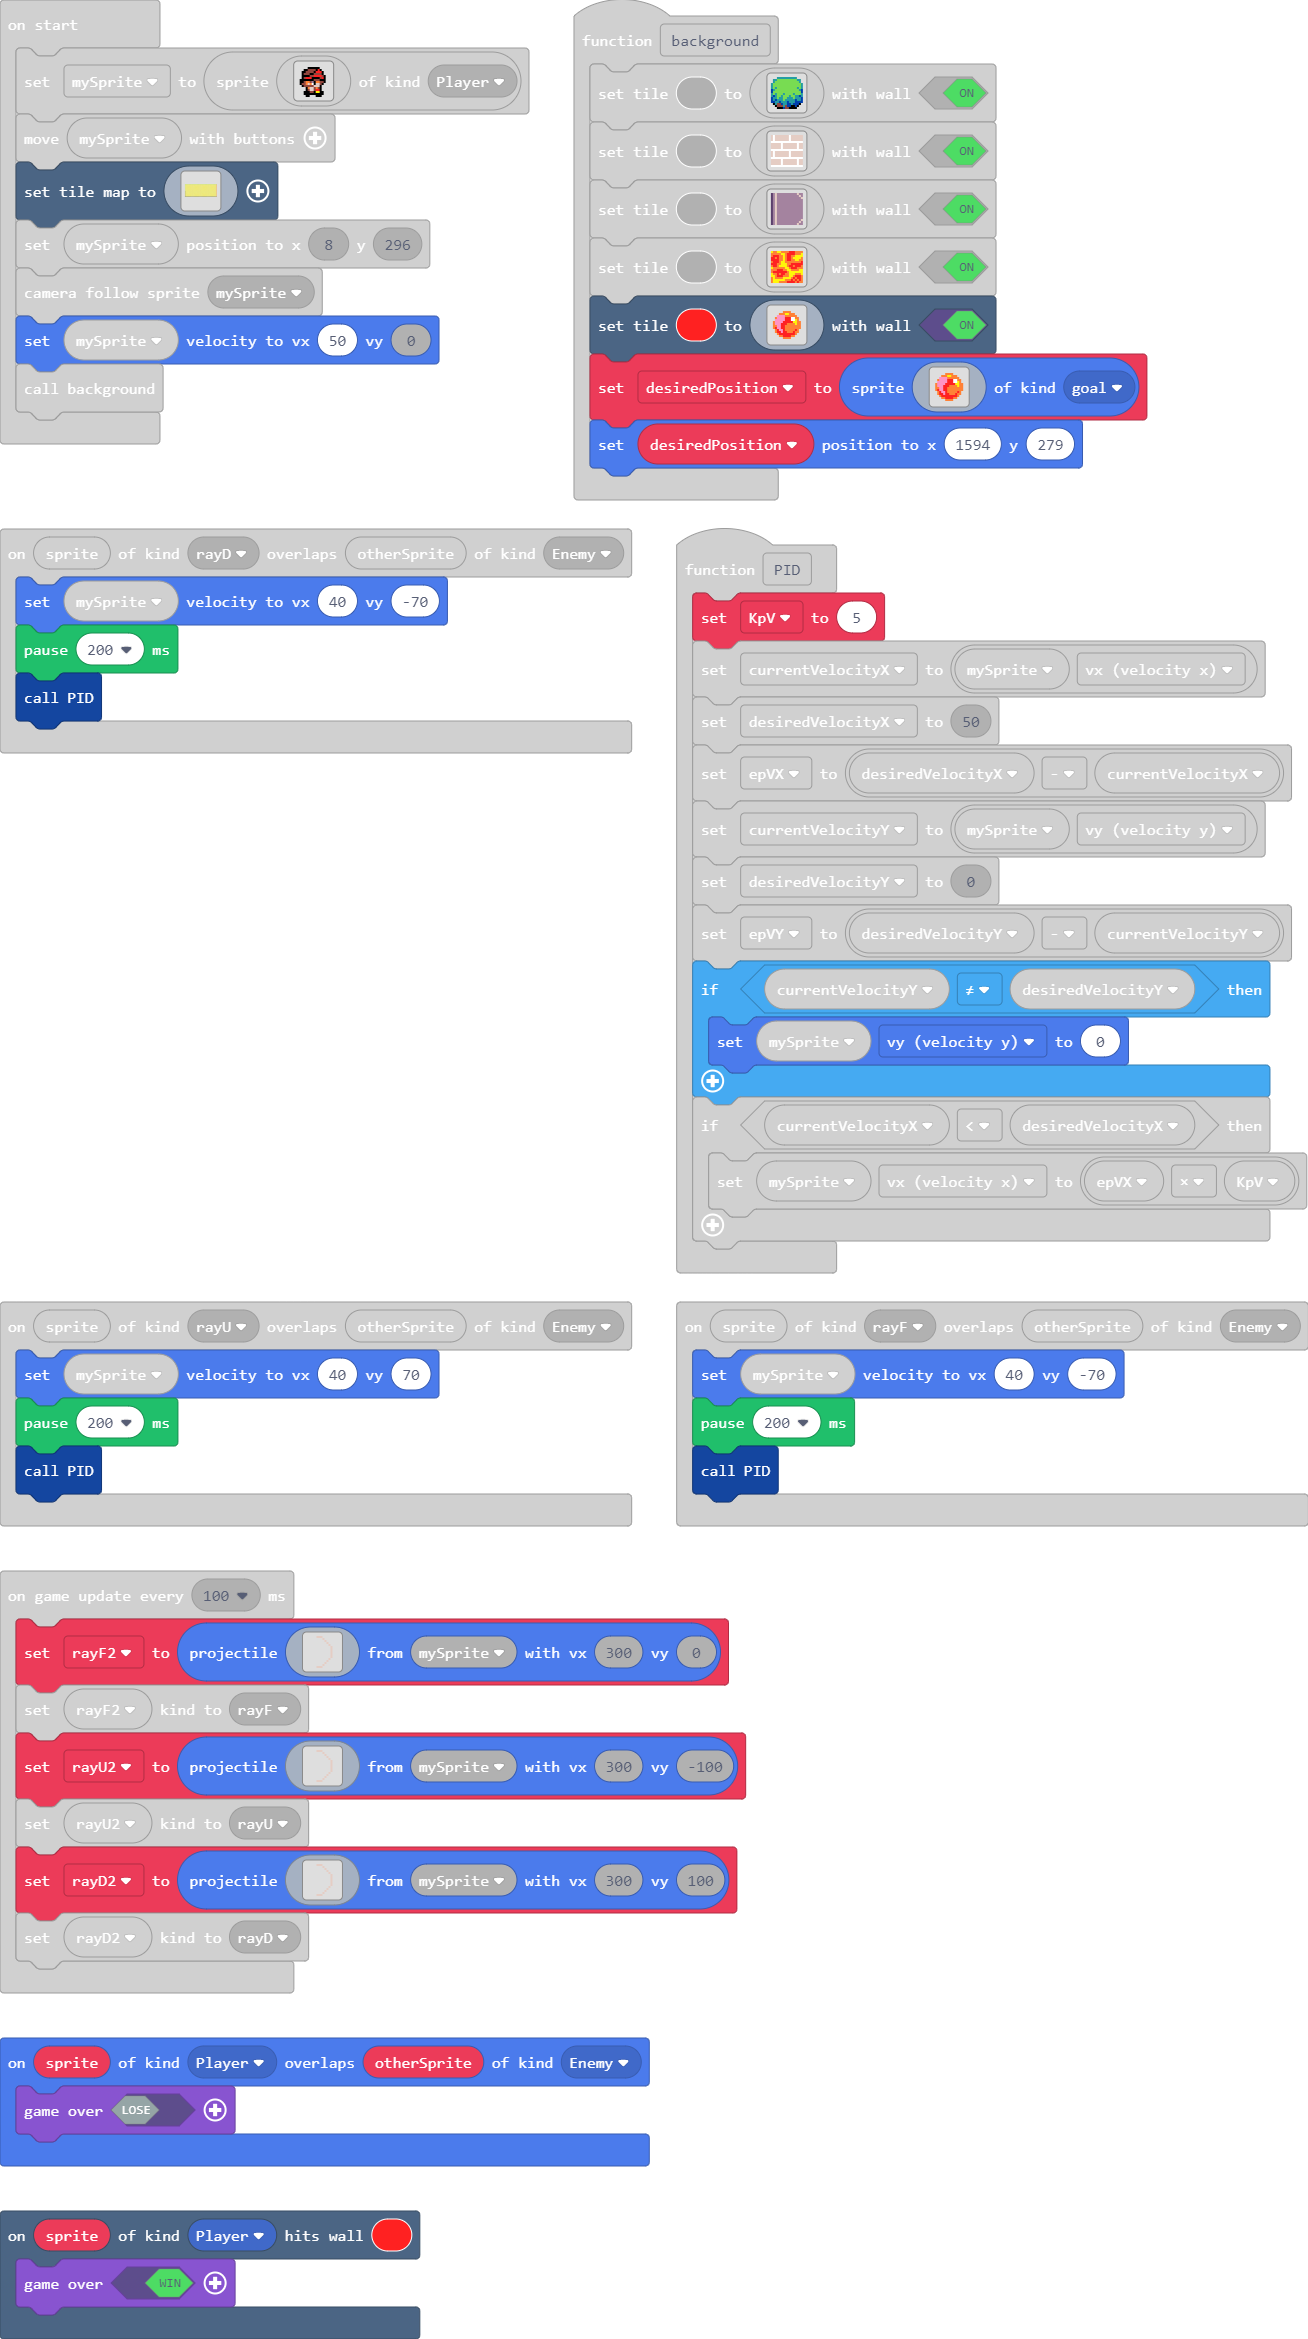 on start
set mySprite to sprite of kind Player
move mySprite with buttons
set tile map to
set mySprite position to x 8 y 296
camera follow sprite mySprite
set mySprite velocity to vx 50 vy 0
call background
function background
set tile to with wall ON
set tile to with wall ON
set tile to with wall ON
set tile to with wall ON
set tile to with wall ON
set desiredPosition to sprite of kind goal
set desiredPosition position to x 1594 y 279
on sprite of kind rayD overlaps otherSprite of kind Enemy
set mySprite velocity to vx 40 vy -70
pause 200 ms
call PID
function PID
set KpV to 5
set currentVelocityX to mySprite vx (velocity x)
set desiredVelocityX to 50
set epVX to desiredVelocityX - currentVelocityX
set currentVelocityY to mySprite vy (velocity y)
set desiredVelocityY to 0
set epVY to desiredVelocityY - currentVelocityY
if currentVelocityY ≠ desiredVelocityY then
set mySprite vy (velocity y) to 0
if currentVelocityX < desiredVelocityX then
set mySprite vx (velocity x) to epVX × KpV
on sprite of kind rayU overlaps otherSprite of kind Enemy
set mySprite velocity to vx 40 vy 70
pause 200 ms
call PID
on sprite of kind rayF overlaps otherSprite of kind Enemy
set mySprite velocity to vx 40 vy -70
pause 200 ms
call PID
on game update every 100 ms
set rayF2 to projectile from mySprite with vx 300 vy 0
set rayF2 kind to rayF
set rayU2 to projectile from mySprite with vx 300 vy -100
set rayU2 kind to rayU
set rayD2 to projectile from mySprite with vx 300 vy 100
set rayD2 kind to rayD
on sprite of kind Player overlaps otherSprite of kind Enemy
game over LOSE
on sprite of kind Player hits wall
game over WIN